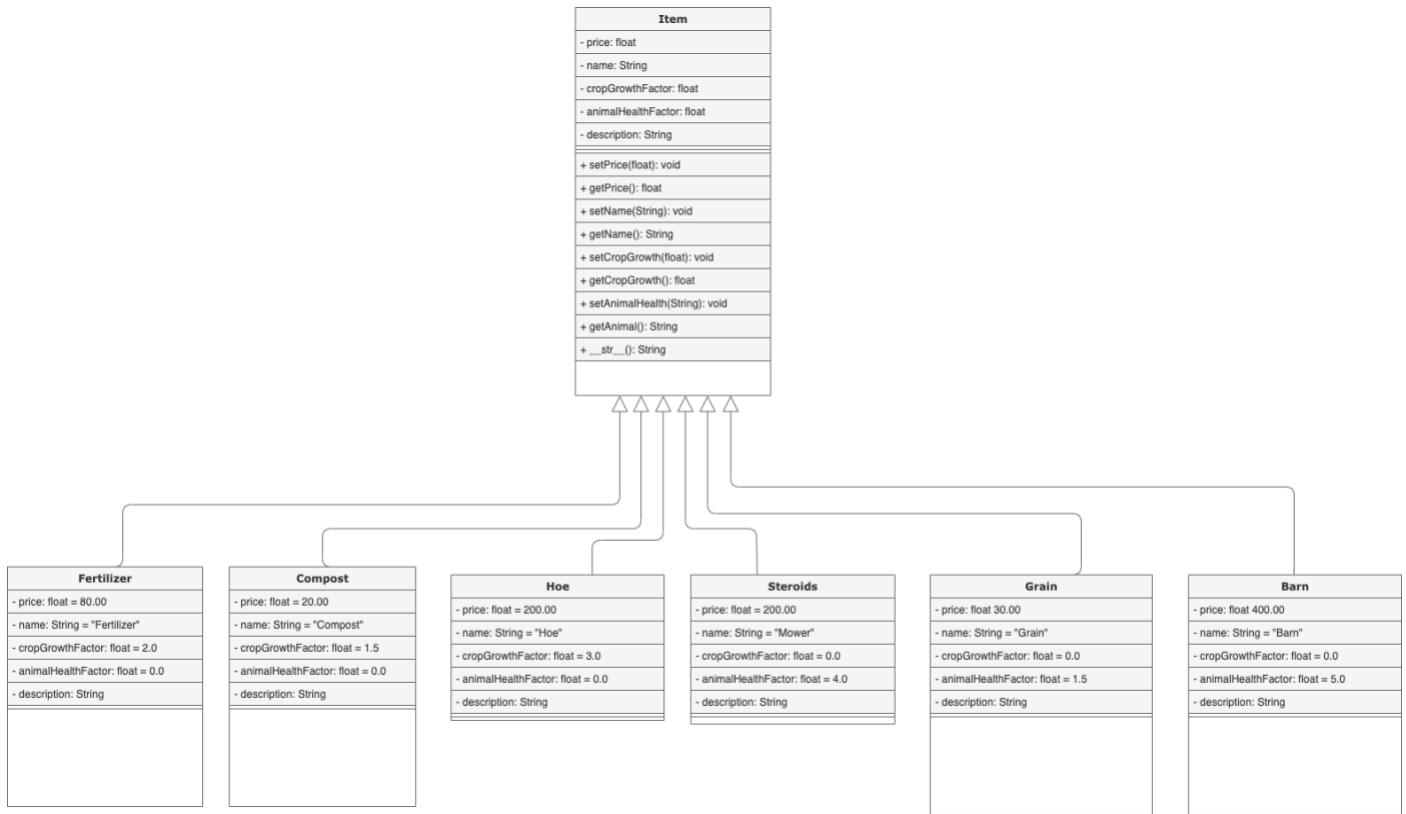 Item
- price: float
- name: String
- cropGrowthFactor: float
- animalHealthFactor: float
- description: String
+ setPrice(float): void
+ getPrice(): float
+ setName(String): void
+ getName(): String
+ setCropGrowth(float): void
+ getCropGrowth(): float
+ setAnimalHealth(String): void
+ getAnimal(): String
+ __str__(): String
Fertilizer
- price: float = 80.00
- name: String = "Fertilizer"
- cropGrowthFactor: float = 2.0
- animalHealthFactor: float = 0.0
- description: String
Compost
- price: float = 20.00
- name: String = "Compost"
- cropGrowthFactor: float = 1.5
- animalHealthFactor: float = 0.0
- description: String
Hoe
- price: float = 200.00
- name: String = "Hoe"
- cropGrowthFactor: float = 3.0
- animalHealthFactor: float = 0.0
- description: String
Steroids
- price: float = 200.00
- name: String = "Mower"
- cropGrowthFactor: float = 0.0
- animalHealthFactor: float = 4.0
- description: String
Grain
- price: float 30.00
- name: String = "Grain"
- cropGrowthFactor: float = 0.0
- animalHealthFactor: float = 1.5
- description: String
Barn
- price: float 400.00
- name: String = "Barn"
- cropGrowthFactor: float = 0.0
- animalHealthFactor: float = 5.0
- description: String